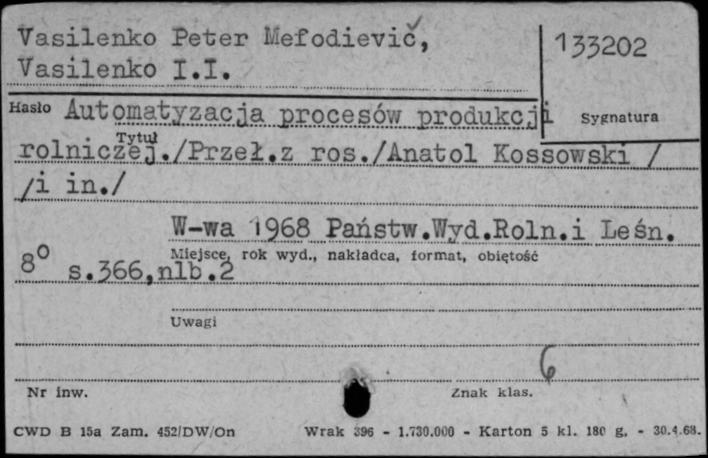 Vasilenko Peter Mefodievič,
133202
Vasilenko I.I.
Hasło Automatyzacja procesów produkcji
Sygnatura
Tytuł
rolniczej./Przeł.z ros./Anatol Kossowski /
/i in./
W-wa 1968 Państw.Wyd.Roln.i Leśn.
Miejsce, rok wyd., nakładca, format, objętość
8° s.366,nlb.2
Uwagi
6
Nr inw.
Znak klas.
CWD B 15a Zam. 452/DW/On Wrak 396 - 1.730.000 - Karton 5 kl. 180 g. - 30.4.68.